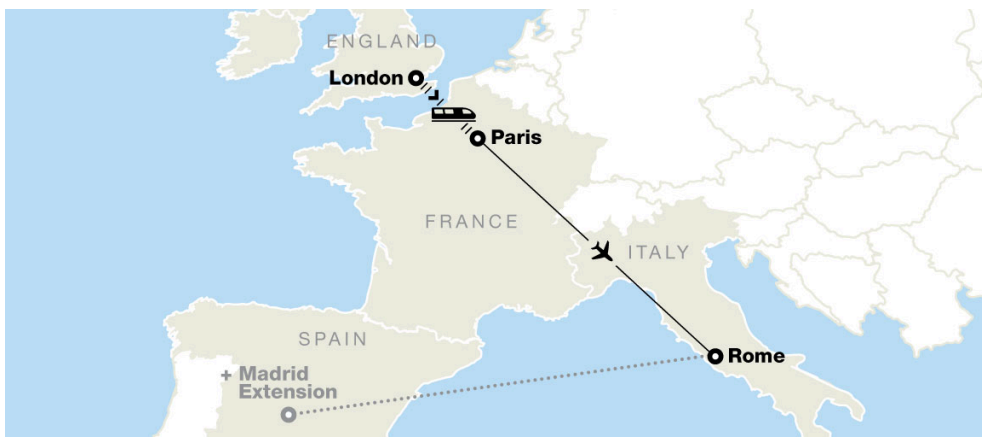 ENGLAND
London
Paris
FRANCE
ITALY
SPAIN
Rome
+ Madrid
Extension